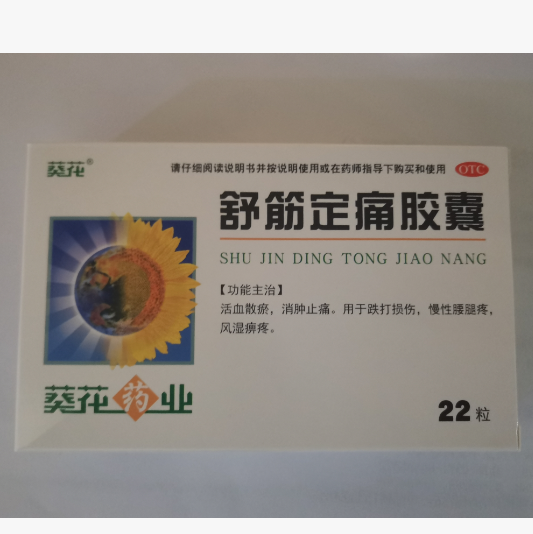 葵花®
请仔细阅读说明书并按说明使用或在药师指导下购买和使用 OTC
舒筋定痛胶囊
SHU JIN DING TONG JIAO NANG
【功能主治】
活血散瘀，消肿止痛。用于跌打损伤，慢性腰腿疼，
风湿痹疼。
葵花药业
22粒